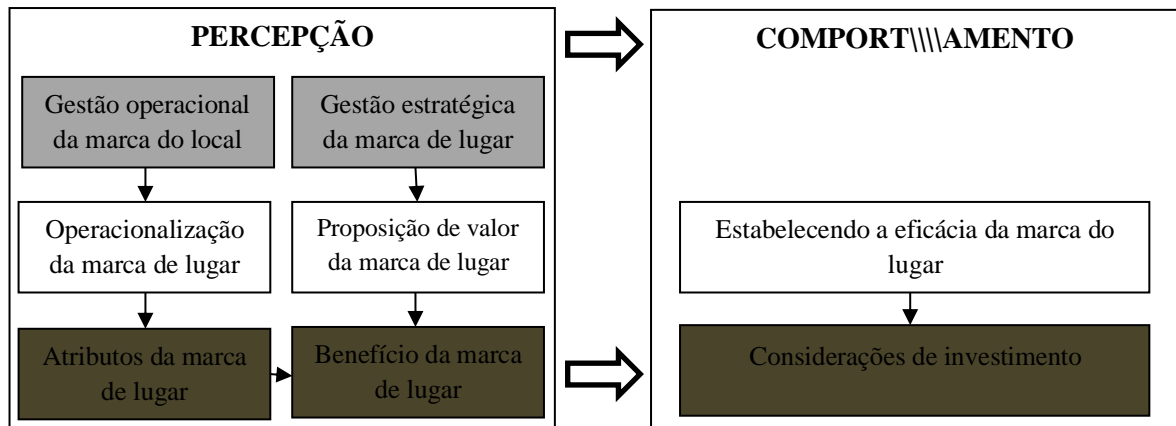 PERCEPÇÃO
Gestão operacional
da marca do local
Gestão estratégica
da marca de lugar
Operacionalização
da marca de lugar
Proposição de valor
da marca de lugar
Atributos da marca
de lugar
Benefício da marca
de lugar
COMPORT\\\\AMENTO
Estabelecendo a eficácia da marca do
lugar
Considerações de investimento